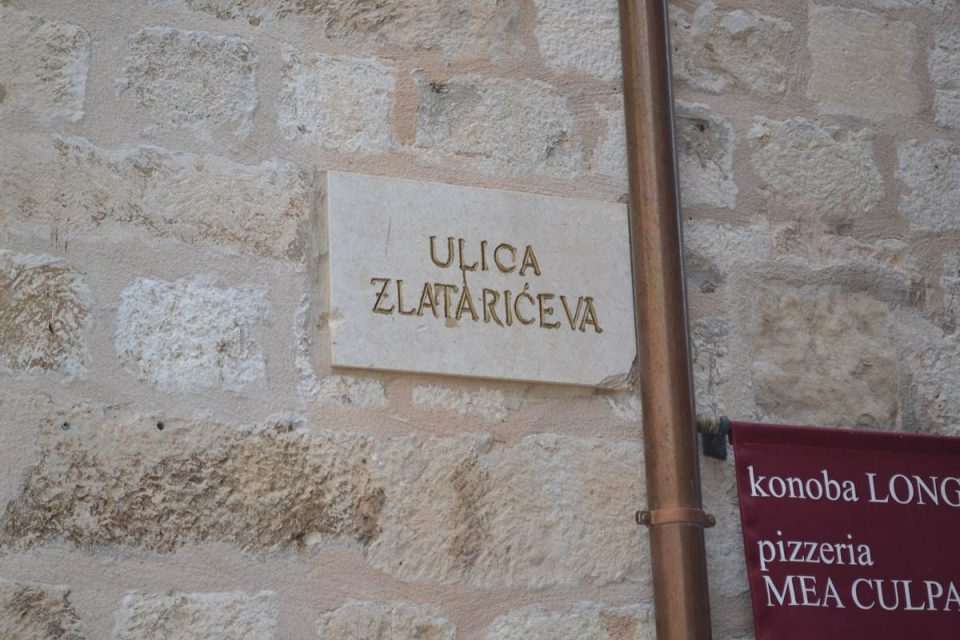 ULICA
ZLATARIĆEVA
konoba LONG
pizzeria
MEA CULPA